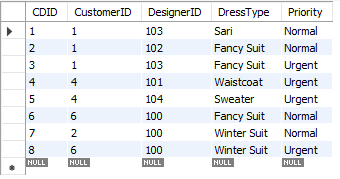 CDID CustomerID DesignerID DressType Priority
1 1 103 Sari Normal
2 1 102 Fancy Suit Normal
3 1 103 Fancy Suit Urgent
4 4 101 Waistcoat Urgent
5 4 104 Sweater Urgent
6 6 100 Fancy Suit Normal
7 2 100 Winter Suit Normal
8 6 100 Winter Suit Urgent
NULL NULL NULL NULL NULL